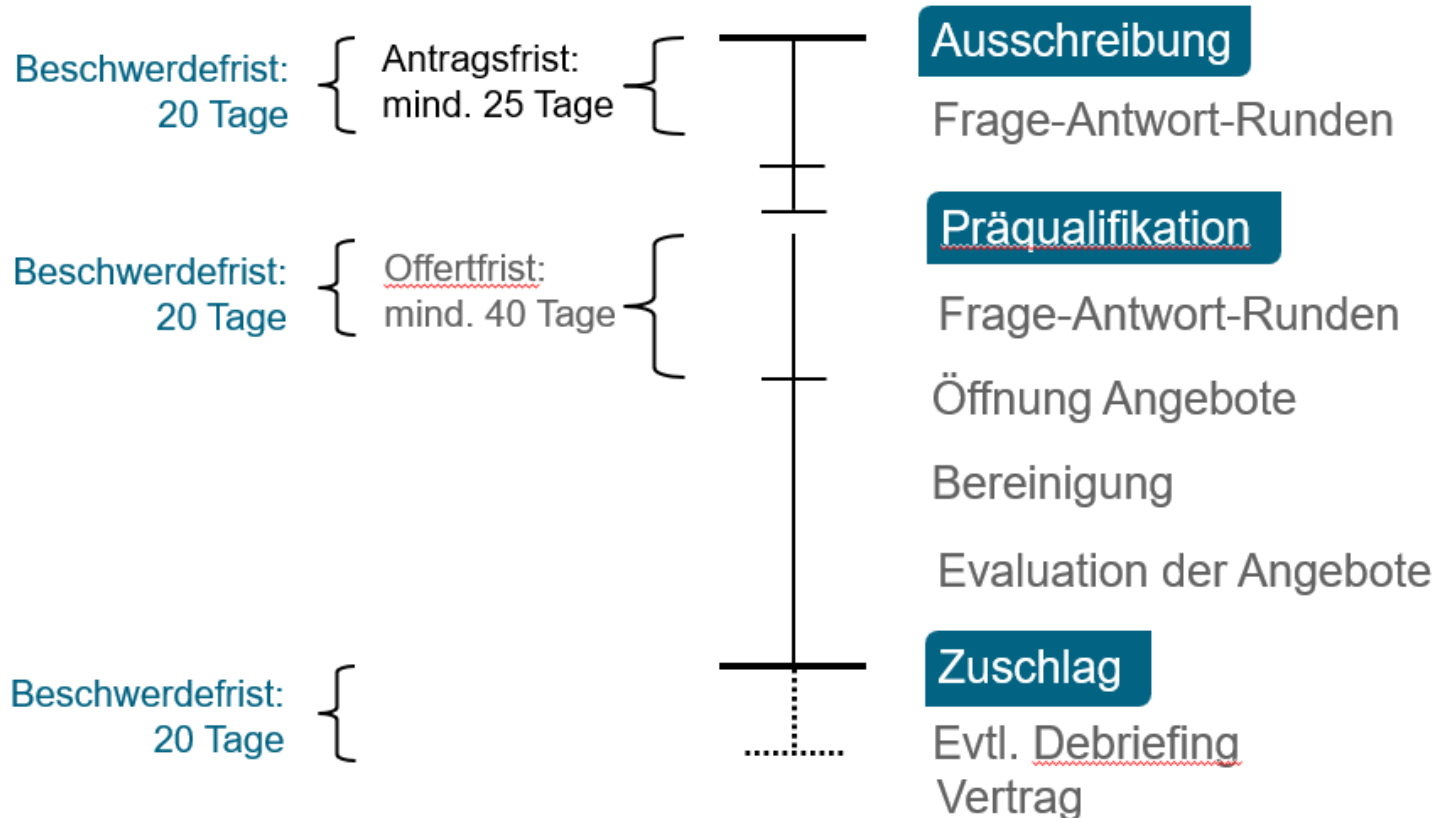 Ausschreibung
Beschwerdefrist:
20 Tage
Antragsfrist:
mind. 25 Tage
Frage-Antwort-Runden
Präqualifikation
Beschwerdefrist:
20 Tage
Offertfrist:
mind. 40 Tage
Frage-Antwort-Runden
Öffnung Angebote
Bereinigung
Evaluation der Angebote
Zuschlag
Beschwerdefrist:
20 Tage
Evtl. Debriefing
Vertrag